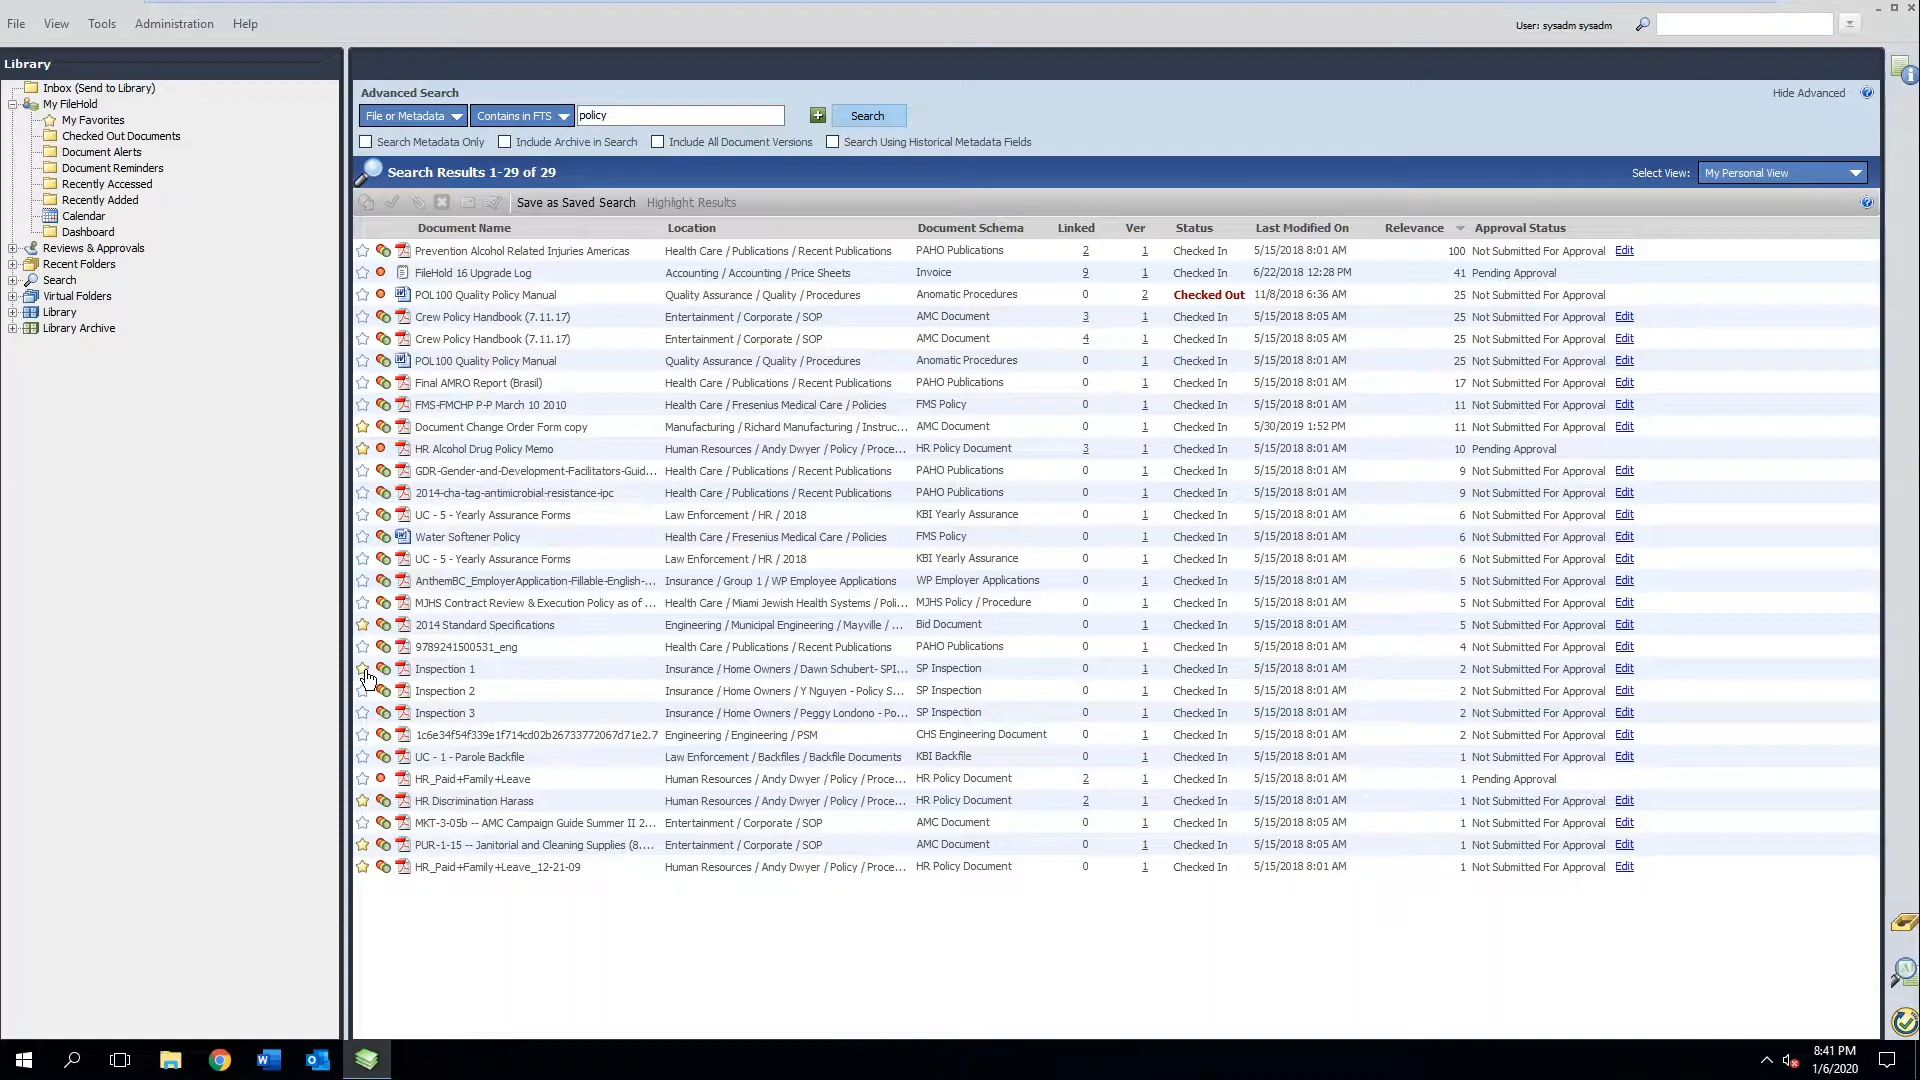 File View Tools Administration Help User: sysadm sysadm
Library
Inbox (Send to Library)
My FileHold
My Favorites
Checked Out Documents
Document Alerts
Document Reminders
Recently Accessed
Recently Added
Calendar
Dashboard
Reviews & Approvals
Recent Folders
Search
Virtual Folders
Library
Library Archive
Advanced Search Hide Advanced
File or Metadata Contains in FTS policy Search
Search Metadata Only Include Archive in Search Include All Document Versions Search Using Historical Metadata Fields
Search Results 1-29 of 29 Select View: My Personal View
Save as Saved Search Highlight Results
Document Name Location Document Schema Linked Ver Status Last Modified On Relevance Approval Status
Prevention Alcohol Related Injuries Americas Health Care / Publications / Recent Publications PAHO Publications 2 1 Checked In 5/15/2018 8:01 AM 100 Not Submitted For Approval Edit
FileHold 16 Upgrade Log Accounting / Accounting / Price Sheets Invoice 9 1 Checked In 6/22/2018 12:28 PM 41 Pending Approval
POL100 Quality Policy Manual Quality Assurance / Quality / Procedures Anomatic Procedures 0 2 Checked Out 11/8/2018 6:36 AM 25 Not Submitted For Approval
Crew Policy Handbook (7.11.17) Entertainment / Corporate / SOP AMC Document 3 1 Checked In 5/15/2018 8:05 AM 25 Not Submitted For Approval Edit
Crew Policy Handbook (7.11.17) Entertainment / Corporate / SOP AMC Document 4 1 Checked In 5/15/2018 8:05 AM 25 Not Submitted For Approval Edit
POL100 Quality Policy Manual Quality Assurance / Quality / Procedures Anomatic Procedures 0 1 Checked In 5/15/2018 8:01 AM 25 Not Submitted For Approval Edit
Final AMRO Report (Brasil) Health Care / Publications / Recent Publications PAHO Publications 0 1 Checked In 5/15/2018 8:01 AM 17 Not Submitted For Approval Edit
FMS-FMCHP P-P March 10 2010 Health Care / Fresenius Medical Care / Policies FMS Policy 0 1 Checked In 5/15/2018 8:01 AM 11 Not Submitted For Approval Edit
Document Change Order Form copy Manufacturing / Richard Manufacturing / Instruc... AMC Document 0 1 Checked In 5/30/2019 1:52 PM 11 Not Submitted For Approval Edit
HR Alcohol Drug Policy Memo Human Resources / Andy Dwyer / Policy / Proce... HR Policy Document 3 1 Checked In 5/15/2018 8:01 AM 10 Pending Approval
GDR-Gender-and-Development-Facilitators-Guid... Health Care / Publications / Recent Publications PAHO Publications 0 1 Checked In 5/15/2018 8:01 AM 9 Not Submitted For Approval Edit
2014-cha-tag-antimicrobial-resistance-ipc Health Care / Publications / Recent Publications PAHO Publications 0 1 Checked In 5/15/2018 8:01 AM 9 Not Submitted For Approval Edit
UC - 5 - Yearly Assurance Forms Law Enforcement / HR / 2018 KBI Yearly Assurance 0 1 Checked In 5/15/2018 8:01 AM 6 Not Submitted For Approval Edit
Water Softener Policy Health Care / Fresenius Medical Care / Policies FMS Policy 0 1 Checked In 5/15/2018 8:01 AM 6 Not Submitted For Approval Edit
UC - 5 - Yearly Assurance Forms Law Enforcement / HR / 2018 KBI Yearly Assurance 0 1 Checked In 5/15/2018 8:01 AM 6 Not Submitted For Approval Edit
AnthemBC_EmployerApplication-Fillable-English-... Insurance / Group 1 / WP Employee Applications WP Employer Applications 0 1 Checked In 5/15/2018 8:01 AM 5 Not Submitted For Approval Edit
MJHS Contract Review & Execution Policy as of ... Health Care / Miami Jewish Health Systems / Poli... MJHS Policy / Procedure 0 1 Checked In 5/15/2018 8:01 AM 5 Not Submitted For Approval Edit
2014 Standard Specifications Engineering / Municipal Engineering / Mayville / ... Bid Document 0 1 Checked In 5/15/2018 8:01 AM 5 Not Submitted For Approval Edit
9789241500531_eng Health Care / Publications / Recent Publications PAHO Publications 0 1 Checked In 5/15/2018 8:01 AM 4 Not Submitted For Approval Edit
Inspection 1 Insurance / Home Owners / Dawn Schubert- SPI... SP Inspection 0 1 Checked In 5/15/2018 8:01 AM 2 Not Submitted For Approval Edit
Inspection 2 Insurance / Home Owners / Y Nguyen - Policy S... SP Inspection 0 1 Checked In 5/15/2018 8:01 AM 2 Not Submitted For Approval Edit
Inspection 3 Insurance / Home Owners / Peggy Londono - Po... SP Inspection 0 1 Checked In 5/15/2018 8:01 AM 2 Not Submitted For Approval Edit
1c6e34f54f339e1f714cd02b26733772067d71e2.7 Engineering / Engineering / PSM CHS Engineering Document 0 1 Checked In 5/15/2018 8:01 AM 2 Not Submitted For Approval Edit
UC - 1 - Parole Backfile Law Enforcement / Backfiles / Backfile Documents KBI Backfile 0 1 Checked In 5/15/2018 8:01 AM 1 Not Submitted For Approval Edit
HR_Paid+Family+Leave Human Resources / Andy Dwyer / Policy / Proce... HR Policy Document 2 1 Checked In 5/15/2018 8:01 AM 1 Pending Approval
HR Discrimination Harass Human Resources / Andy Dwyer / Policy / Proce... HR Policy Document 2 1 Checked In 5/15/2018 8:01 AM 1 Not Submitted For Approval Edit
MKT-3-05b -- AMC Campaign Guide Summer II 2... Entertainment / Corporate / SOP AMC Document 0 1 Checked In 5/15/2018 8:05 AM 1 Not Submitted For Approval Edit
PUR-1-15 -- Janitorial and Cleaning Supplies (8.... Entertainment / Corporate / SOP AMC Document 0 1 Checked In 5/15/2018 8:05 AM 1 Not Submitted For Approval Edit
HR_Paid+Family+Leave_12-21-09 Human Resources / Andy Dwyer / Policy / Proce... HR Policy Document 0 1 Checked In 5/15/2018 8:01 AM 1 Not Submitted For Approval Edit
8:41 PM
1/6/2020